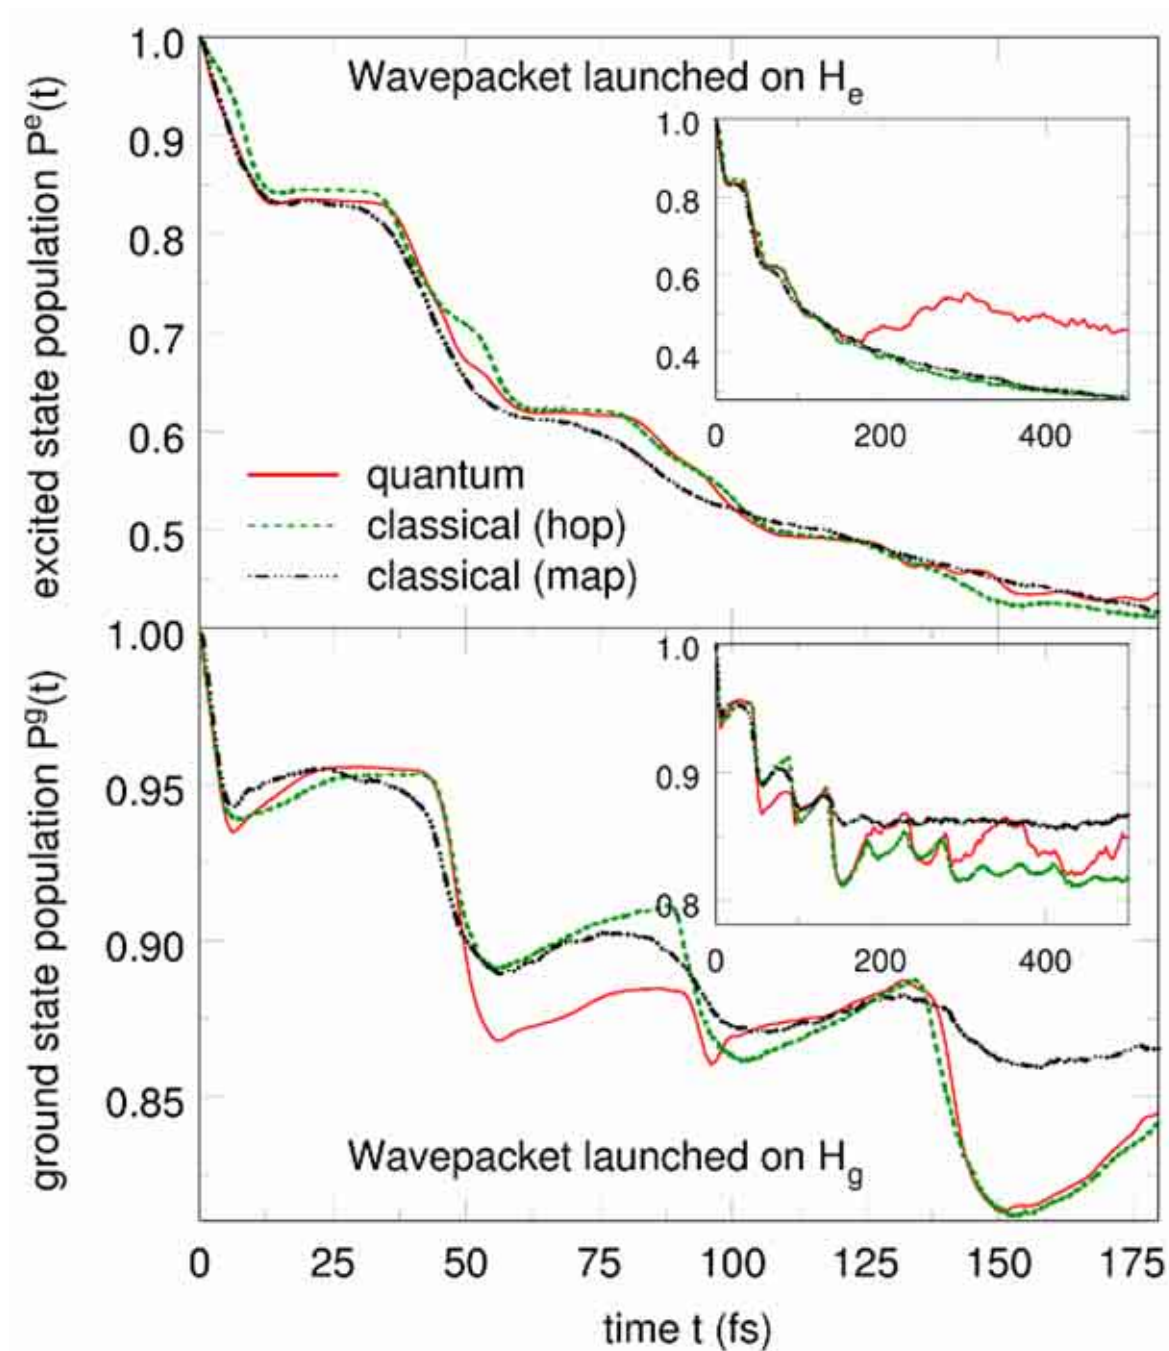 Wavepacket launched on He
excited state population Pe(t)
1.0
0.9
0.8
0.7
0.6
0.5
1.0
0.8
0.6
0.4
0 200 400
quantum
classical (hop)
classical (map)
ground state population Pg(t)
1.00
0.95
0.90
0.85
1.0
0.9
0.8
0 200 400
Wavepacket launched on Hg
0 25 50 75 100 125 150 175
time t (fs)